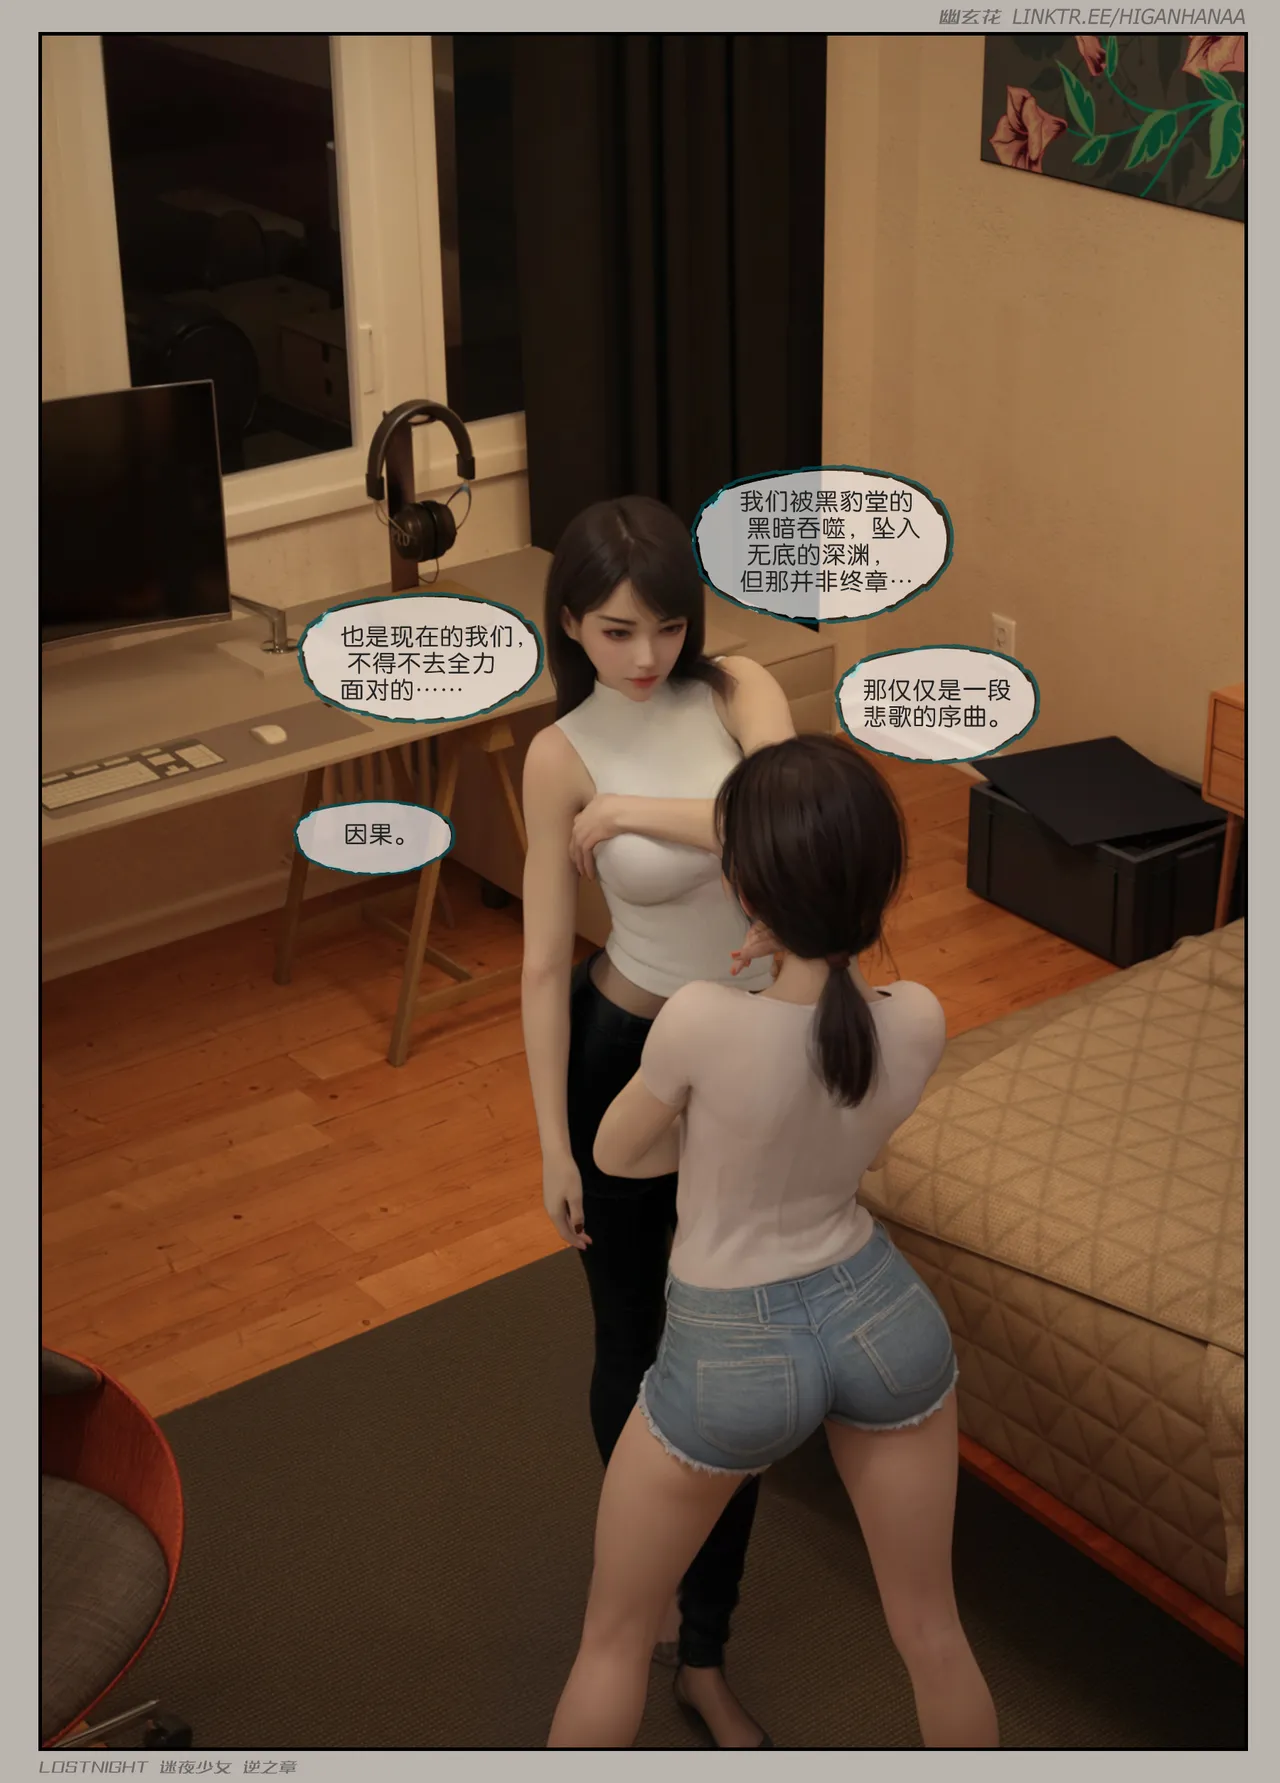 幽玄花 LINKTR.EE/HIGANHANAA
我们被黑豹堂的
黑暗吞噬，坠入
无底的深渊，
但那并非终章…
那仅仅是一段
悲歌的序曲。
也是现在的我们，
不得不去全力
面对的……
因果。
LOSTNIGHT 迷夜少女 逆之章